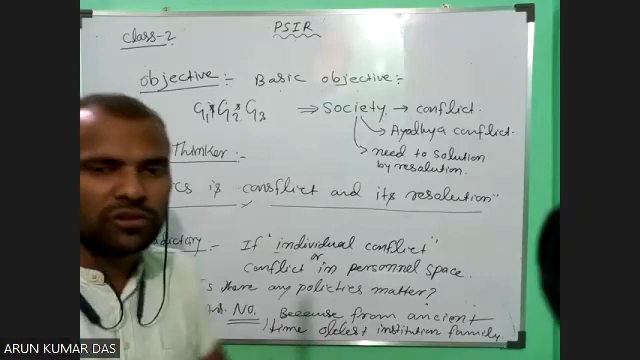 PSIR
class-2
objective :- Basic objective :-
G1 * G2 * G3 ⇒ Society → conflict.
→ Ayodhya conflict.
→ need to solution
by resolution.
Thinker :-
ics is conflict and its resolution"
adictory :- If "individual conflict"
or
conflict in personnel space.
s there any politics matter?
No. Because from ancient
time oldest institution family.
ARUN KUMAR DAS